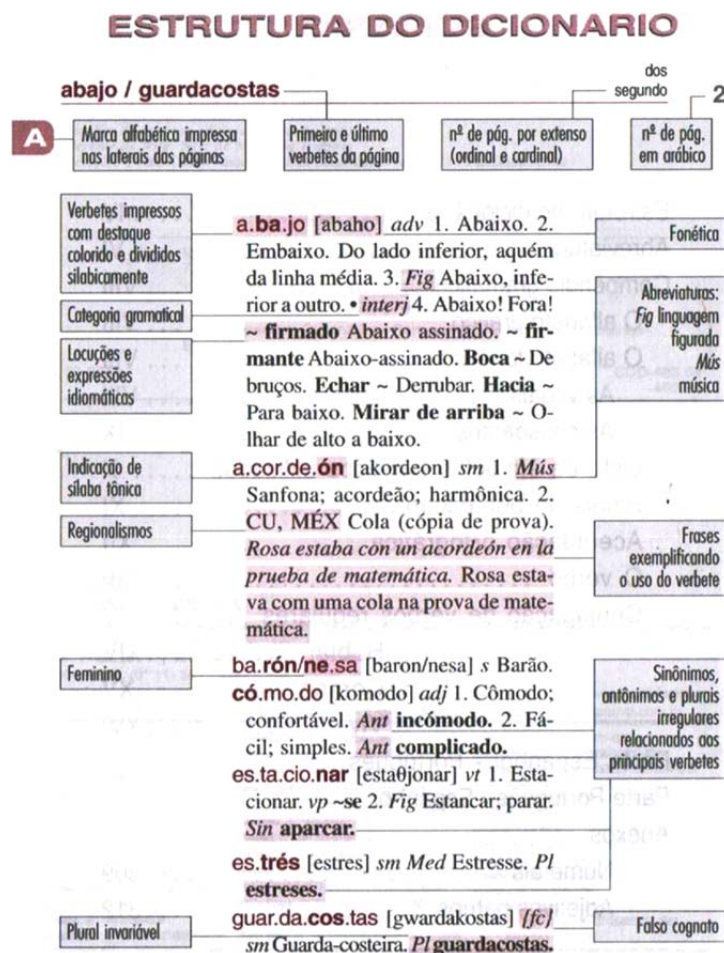 ESTRUTURA DO DICIONARIO
abajo / guardacostas
dos
segundo
2
A
Marca alfabética impressa
nas laterais das páginas
Primeiro e último
verbetes da página
nº de pág. por extenso
(ordinal e cardinal)
nº de pág.
em arábico
Verbetes impressos
com destaque
colorido e divididos
silabicamente
Categoria gramatical
Locuções e
expressões
idiomáticas
Indicação de
sílaba tônica
Regionalismos
Feminino
Plural invariável
a.ba.jo [abaho] adv 1. Abaixo. 2.
Embaixo. Do lado inferior, aquém
da linha média. 3. Fig Abaixo, infe-
rior a outro. • interj 4. Abaixo! Fora!
~ firmado Abaixo assinado. ~ fir-
mante Abaixo-assinado. Boca ~ De
bruços. Echar ~ Derrubar. Hacia ~
Para baixo. Mirar de arriba ~ O-
lhar de alto a baixo.
a.cor.de.ón [akordeon] sm 1. Mús
Sanfona; acordeão; harmônica. 2.
CU, MÉX Cola (cópia de prova).
Rosa estaba con un acordeón en la
prueba de matemática. Rosa esta-
va com uma cola na prova de mate-
mática.
ba.rón/ne.sa [baron/nesa] s Barão.
có.mo.do [komodo] adj 1. Cômodo;
confortável. Ant incómodo. 2. Fá-
cil; simples. Ant complicado.
es.ta.cio.nar [estaθjonar] vt 1. Esta-
cionar. vp ~se 2. Fig Estancar; parar.
Sin aparcar.
es.trés [estres] sm Med Estresse. Pl
estreses.
guar.da.cos.tas [gwardakostas] [fc]
sm Guarda-costeira. Pl guardacostas.
Fonética
Abreviaturas:
Fig linguagem
figurada
Mús
música
Frases
exemplificando
o uso do verbete
Sinônimos,
antônimos e plurais
irregulares
relacionados aos
principais verbetes
Falso cognato